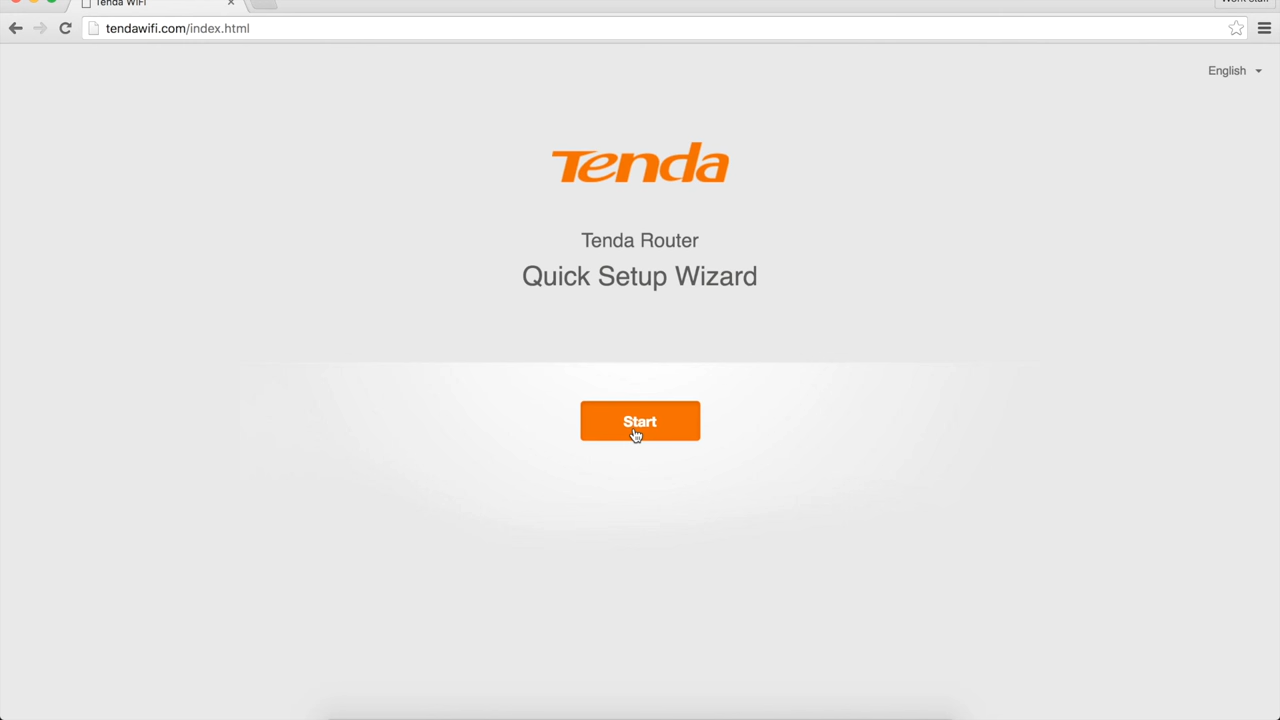 Tenda WiFi
tendawifi.com/index.html
English
Tenda
Tenda Router
Quick Setup Wizard
Start